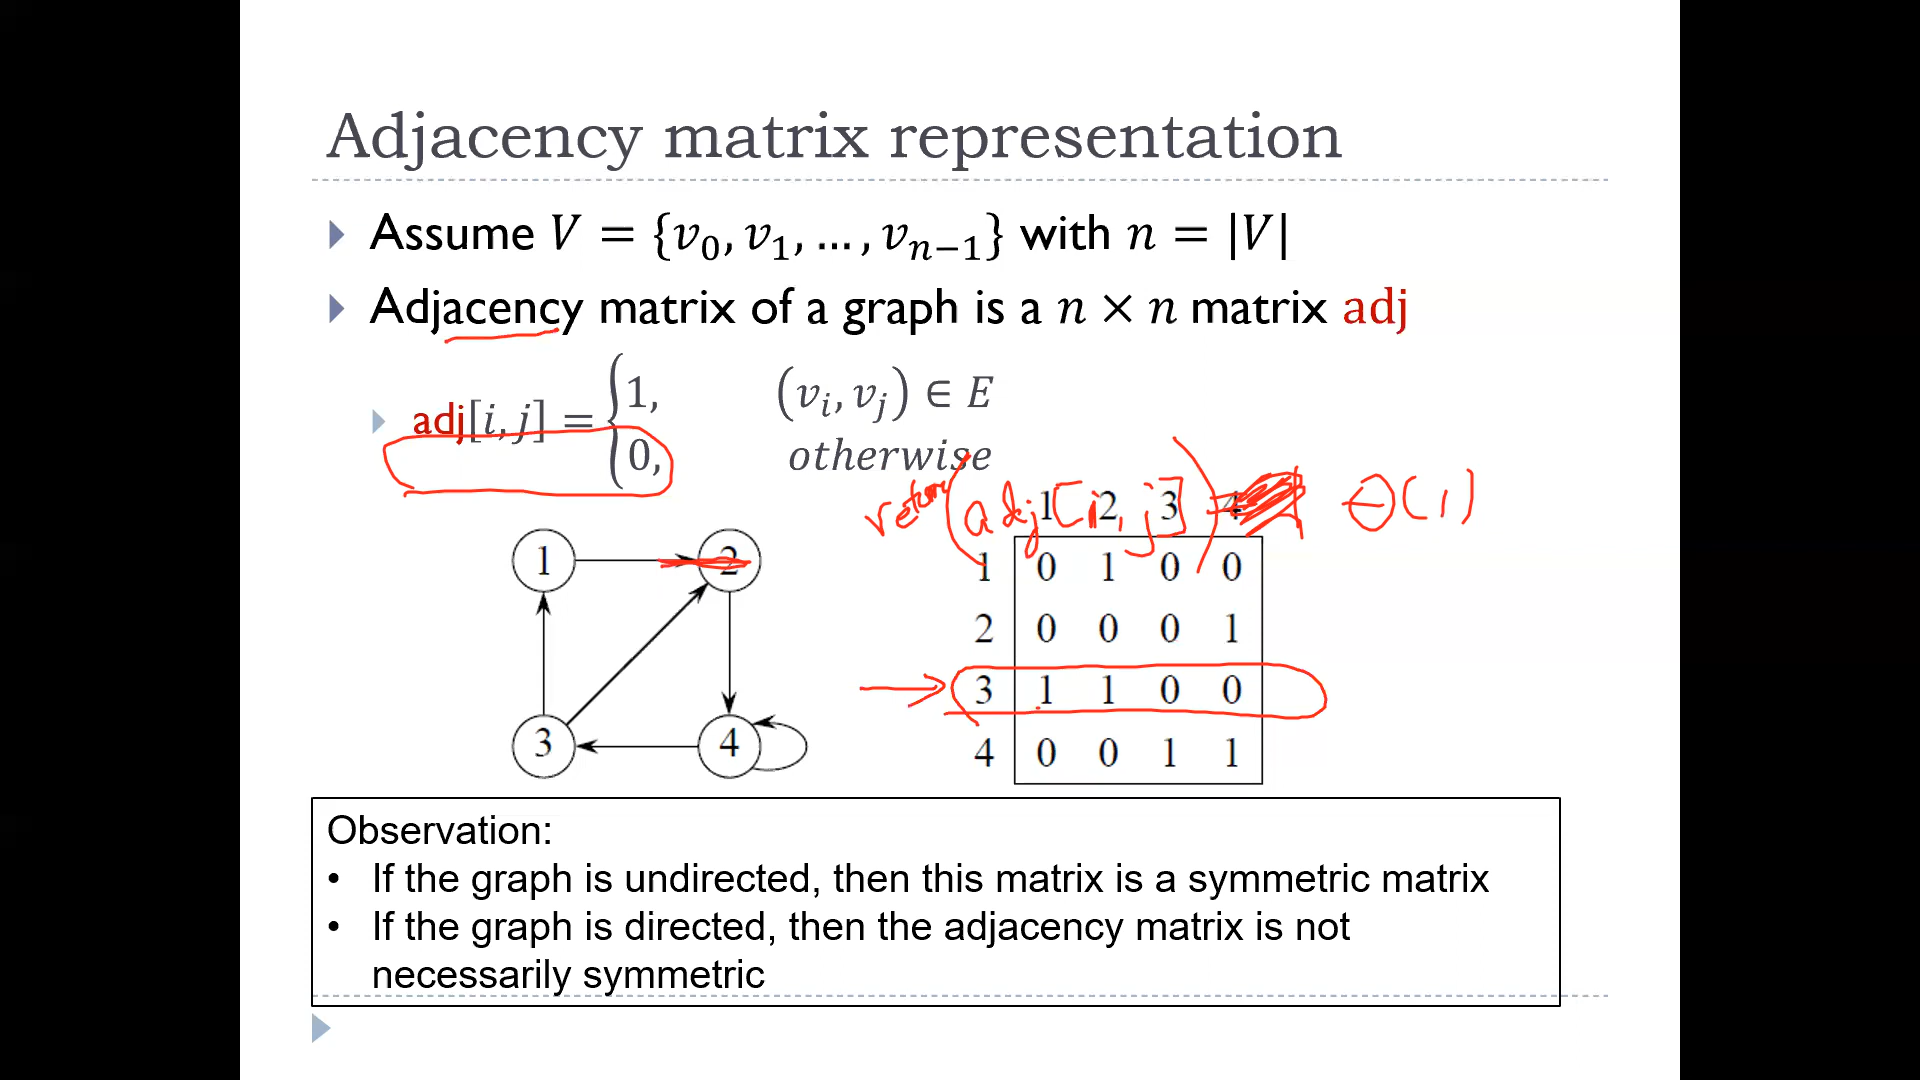 Adjacency matrix representation
Assume V = {v₀, v₁, …, vₙ₋₁} with n = |V|
Adjacency matrix of a graph is a n × n matrix adj
adj[i, j] = {1, (vᵢ, vⱼ) ∈ E
0, otherwise
return (adj[i, j]) Θ(1)
1 2 3 4
1 0 1 0 0
2 0 0 0 1
3 1 1 0 0
4 0 0 1 1
1 2
3 4
Observation:
• If the graph is undirected, then this matrix is a symmetric matrix
• If the graph is directed, then the adjacency matrix is not
necessarily symmetric